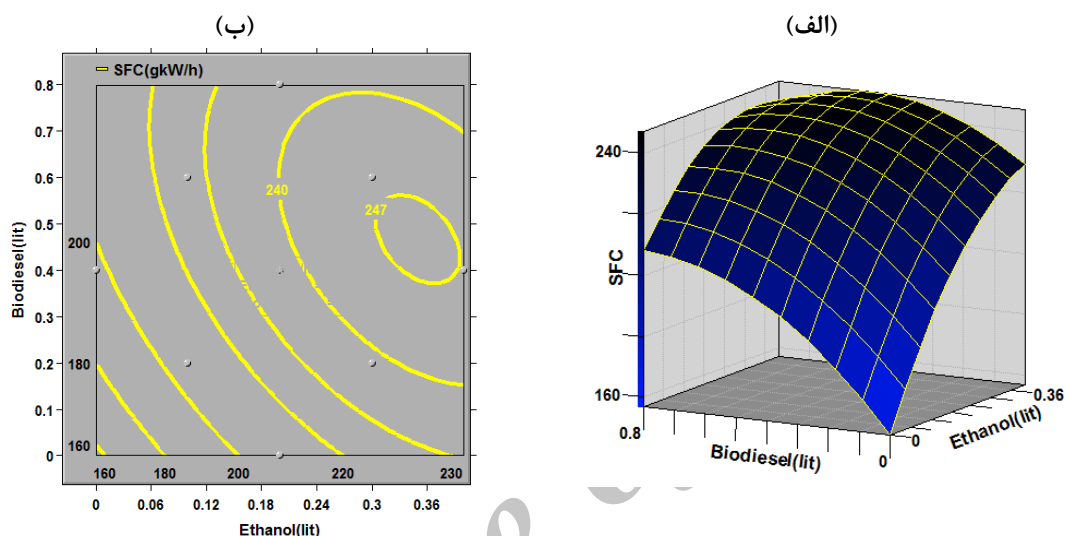 (ب)
(الف)
SFC(gkW/h)
0.8
0.7
0.6
0.5
0.4
0.3
0.2
0.1
0
Biodiesel(lit)
240
247
200
180
160
160 180 200 220 230
0 0.06 0.12 0.18 0.24 0.3 0.36
Ethanol(lit)
240
SFC
160
0.8
Biodiesel(lit)
0
0
Ethanol(lit)
0.36